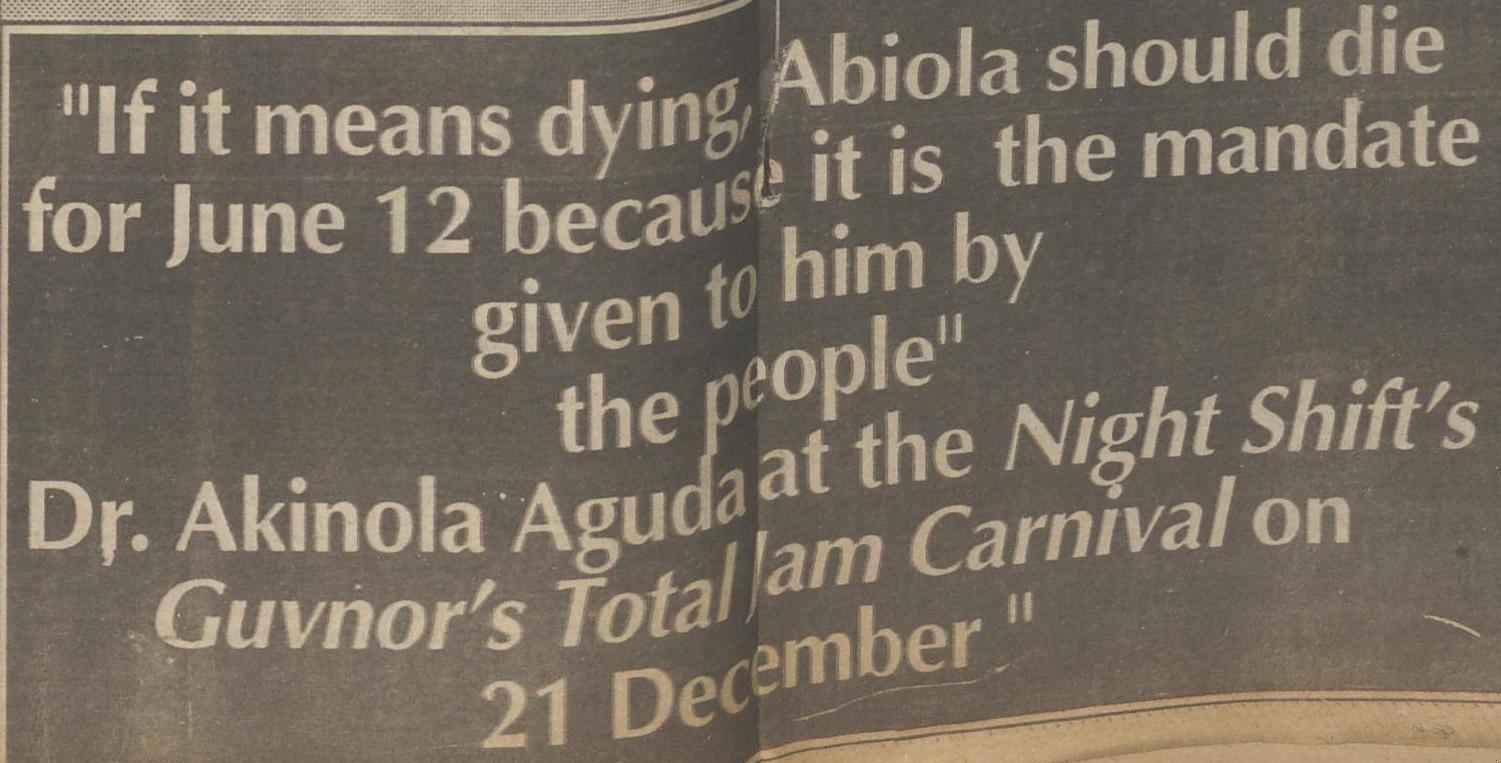 "If it means dying, Abiola should die
for June 12 because it is the mandate
given to him by
the people"
Dr. Akinola Aguda at the Night Shift's
Guvnor's Total Jam Carnival on
21 December "